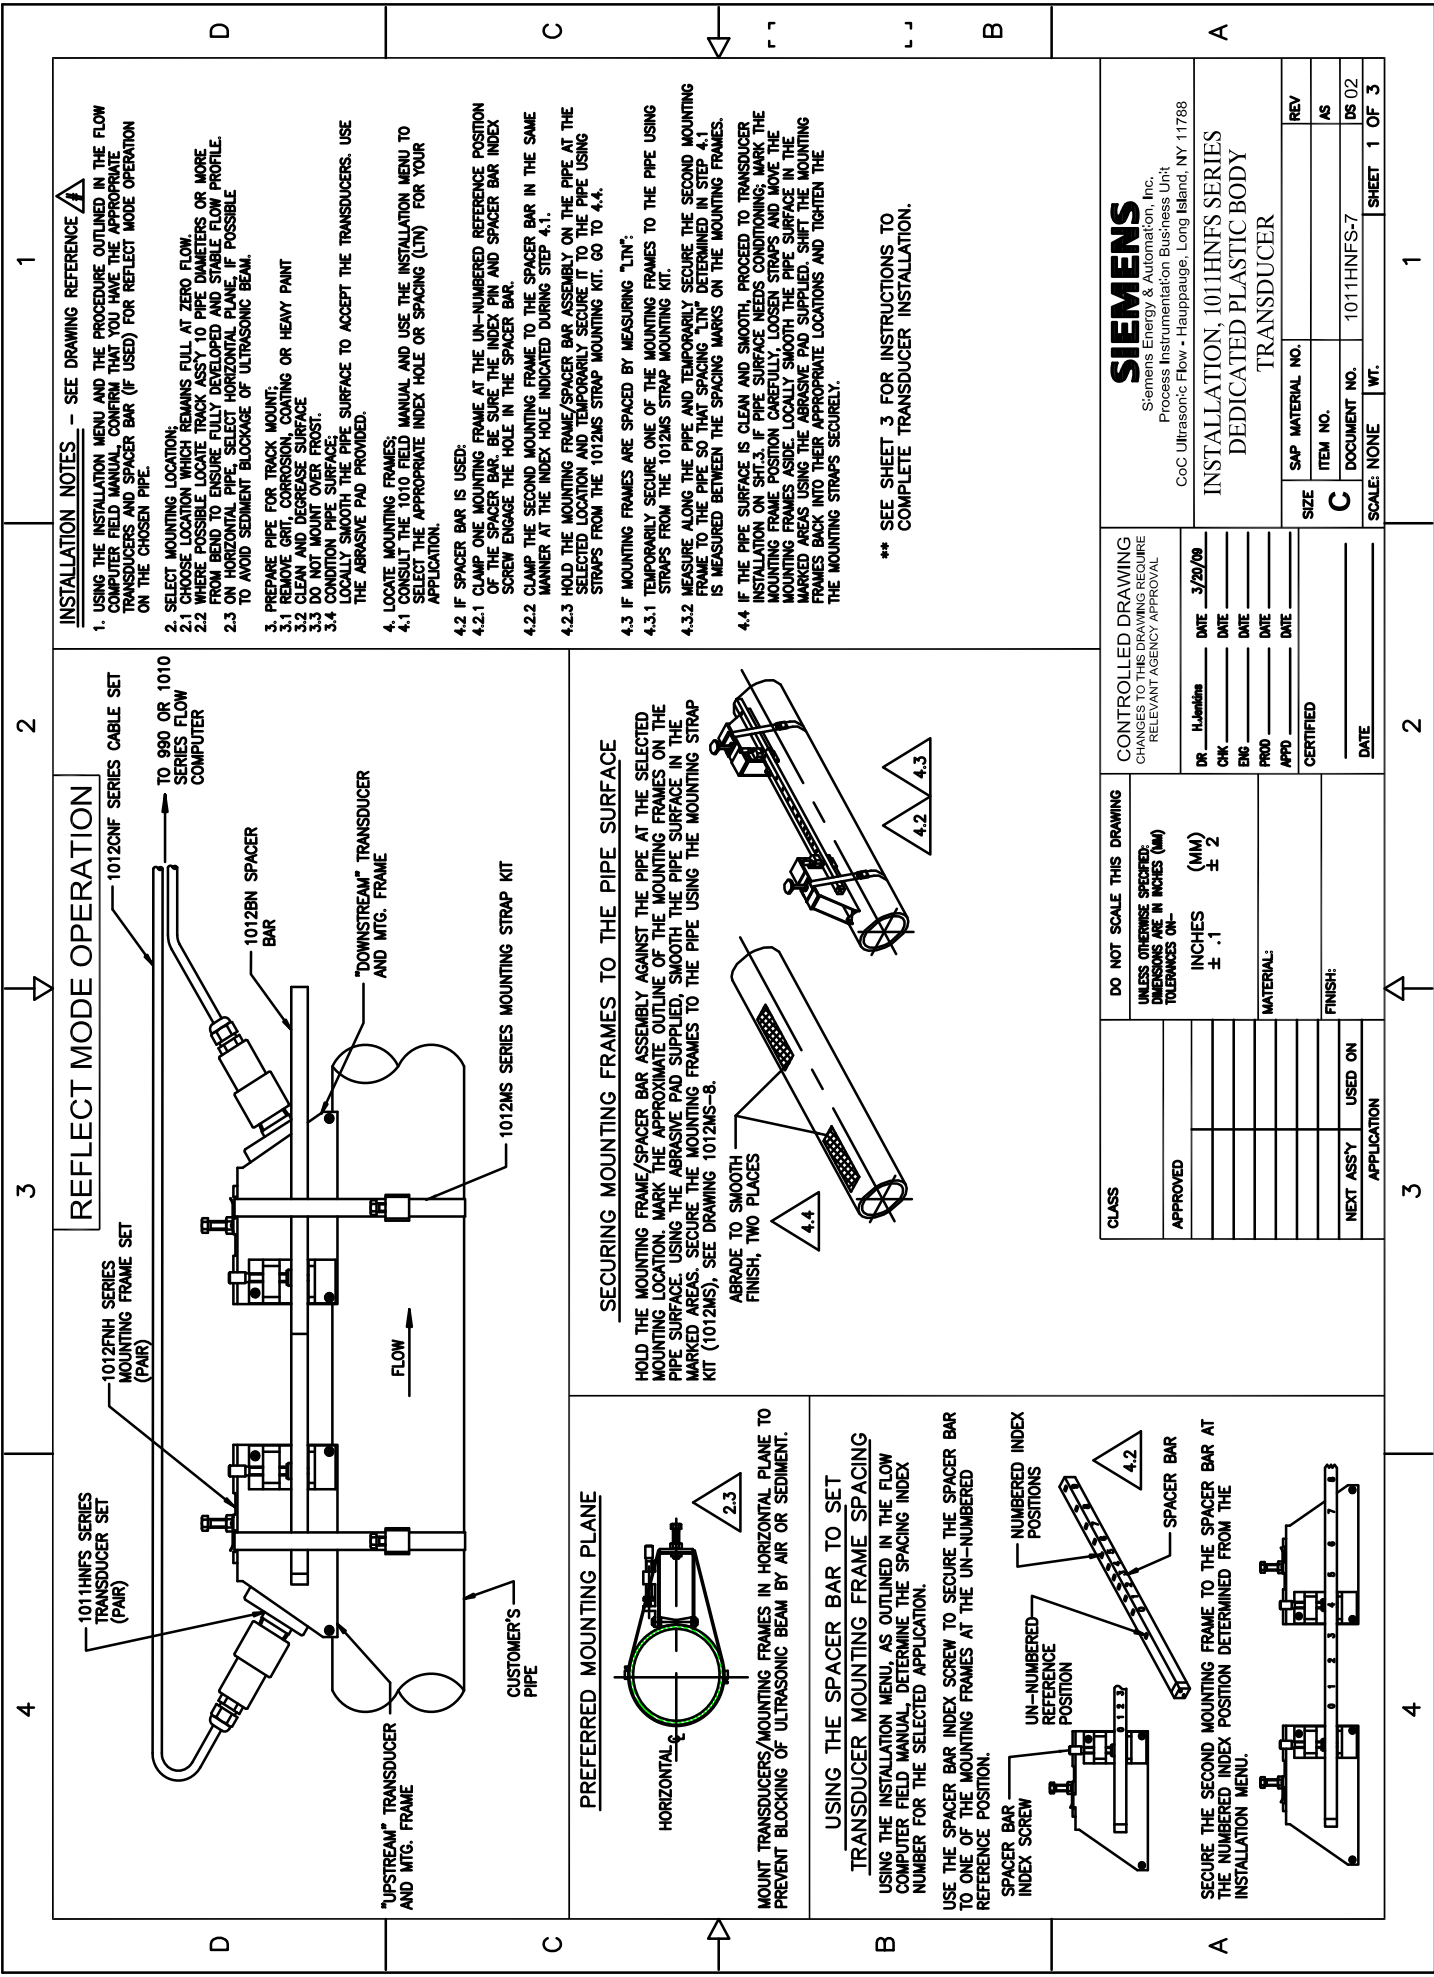 4
3
2
1
D
C
B
A
REFLECT MODE OPERATION
1011HNFS SERIES
TRANSDUCER SET
(PAIR)
1012FNH SERIES
MOUNTING FRAME SET
(PAIR)
1012CNF SERIES CABLE SET
TO 990 OR 1010
SERIES FLOW
COMPUTER
1012BN SPACER
BAR
"DOWNSTREAM" TRANSDUCER
AND MTG. FRAME
1012MS SERIES MOUNTING STRAP KIT
"UPSTREAM" TRANSDUCER
AND MTG. FRAME
CUSTOMER'S
PIPE
FLOW
INSTALLATION NOTES - SEE DRAWING REFERENCE
#
1. USING THE INSTALLATION MENU AND THE PROCEDURE OUTLINED IN THE FLOW
COMPUTER FIELD MANUAL, CONFIRM THAT YOU HAVE THE APPROPRIATE
TRANSDUCERS AND SPACER BAR (IF USED) FOR REFLECT MODE OPERATION
ON THE CHOSEN PIPE.
2. SELECT MOUNTING LOCATION;
2.1 CHOOSE LOCATION WHICH REMAINS FULL AT ZERO FLOW.
2.2 WHERE POSSIBLE LOCATE TRACK ASS'Y 10 PIPE DIAMETERS OR MORE
FROM BEND TO ENSURE FULLY DEVELOPED AND STABLE FLOW PROFILE.
2.3 ON HORIZONTAL PIPE, SELECT HORIZONTAL PLANE, IF POSSIBLE
TO AVOID SEDIMENT BLOCKAGE OF ULTRASONIC BEAM.
3. PREPARE PIPE FOR TRACK MOUNT;
3.1 REMOVE GRIT, CORROSION, COATING OR HEAVY PAINT
3.2 CLEAN AND DEGREASE SURFACE
3.3 DO NOT MOUNT OVER FROST.
3.4 CONDITION PIPE SURFACE;
LOCALLY SMOOTH THE PIPE SURFACE TO ACCEPT THE TRANSDUCERS. USE
THE ABRASIVE PAD PROVIDED.
4. LOCATE MOUNTING FRAMES;
4.1 CONSULT THE 1010 FIELD MANUAL AND USE THE INSTALLATION MENU TO
SELECT THE APPROPRIATE INDEX HOLE OR SPACING (LTN) FOR YOUR
APPLICATION.
4.2 IF SPACER BAR IS USED:
4.2.1 CLAMP ONE MOUNTING FRAME AT THE UN-NUMBERED REFERENCE POSITION
OF THE SPACER BAR. BE SURE THE INDEX PIN AND SPACER BAR INDEX
SCREW ENGAGE THE HOLE IN THE SPACER BAR.
4.2.2 CLAMP THE SECOND MOUNTING FRAME TO THE SPACER BAR IN THE SAME
MANNER AT THE INDEX HOLE INDICATED DURING STEP 4.1.
4.2.3 HOLD THE MOUNTING FRAME/SPACER BAR ASSEMBLY ON THE PIPE AT THE
SELECTED LOCATION AND TEMPORARILY SECURE IT TO THE PIPE USING
STRAPS FROM THE 1012MS STRAP MOUNTING KIT. GO TO 4.4.
4.3 IF MOUNTING FRAMES ARE SPACED BY MEASURING "LTN":
4.3.1 TEMPORARILY SECURE ONE OF THE MOUNTING FRAMES TO THE PIPE USING
STRAPS FROM THE 1012MS STRAP MOUNTING KIT.
4.3.2 MEASURE ALONG THE PIPE AND TEMPORARILY SECURE THE SECOND MOUNTING
FRAME TO THE PIPE SO THAT SPACING "LTN" DETERMINED IN STEP 4.1
IS MEASURED BETWEEN THE SPACING MARKS ON THE MOUNTING FRAMES.
4.4 IF THE PIPE SURFACE IS CLEAN AND SMOOTH, PROCEED TO TRANSDUCER
INSTALLATION ON SHT.3. IF PIPE SURFACE NEEDS CONDITIONING; MARK THE
MOUNTING FRAME POSITION CAREFULLY, LOOSEN STRAPS AND MOVE THE
MOUNTING FRAMES ASIDE. LOCALLY SMOOTH THE PIPE SURFACE IN THE
MARKED AREAS USING THE ABRASIVE PAD SUPPLIED. SHIFT THE MOUNTING
FRAMES BACK INTO THEIR APPROPRIATE LOCATIONS AND TIGHTEN THE
THE MOUNTING STRAPS SECURELY.
** SEE SHEET 3 FOR INSTRUCTIONS TO
COMPLETE TRANSDUCER INSTALLATION.
PREFERRED MOUNTING PLANE
HORIZONTAL ℄
2.3
MOUNT TRANSDUCERS/MOUNTING FRAMES IN HORIZONTAL PLANE TO
PREVENT BLOCKING OF ULTRASONIC BEAM BY AIR OR SEDIMENT.
USING THE SPACER BAR TO SET
TRANSDUCER MOUNTING FRAME SPACING
USING THE INSTALLATION MENU, AS OUTLINED IN THE FLOW
COMPUTER FIELD MANUAL, DETERMINE THE SPACING INDEX
NUMBER FOR THE SELECTED APPLICATION.
USE THE SPACER BAR INDEX SCREW TO SECURE THE SPACER BAR
TO ONE OF THE MOUNTING FRAMES AT THE UN-NUMBERED
REFERENCE POSITION.
SPACER BAR
INDEX SCREW
UN-NUMBERED
REFERENCE
POSITION
NUMBERED INDEX
POSITIONS
0 1 2 3
0 1 2 3 4 5 6 7 8 9
SPACER BAR
4.2
SECURE THE SECOND MOUNTING FRAME TO THE SPACER BAR AT
THE NUMBERED INDEX POSITION DETERMINED FROM THE
INSTALLATION MENU.
0 1 2 3 4 5 6 7 8
SECURING MOUNTING FRAMES TO THE PIPE SURFACE
HOLD THE MOUNTING FRAME/SPACER BAR ASSEMBLY AGAINST THE PIPE AT THE SELECTED
MOUNTING LOCATION. MARK THE APPROXIMATE OUTLINE OF THE MOUNTING FRAMES ON THE
PIPE SURFACE. USING THE ABRASIVE PAD SUPPLIED, SMOOTH THE PIPE SURFACE IN THE
MARKED AREAS. SECURE THE MOUNTING FRAMES TO THE PIPE USING THE MOUNTING STRAP
KIT (1012MS), SEE DRAWING 1012MS-8.
ABRADE TO SMOOTH
FINISH, TWO PLACES
4.4
4.2
4.3
CLASS
APPROVED
NEXT ASS'Y
USED ON
APPLICATION
DO NOT SCALE THIS DRAWING
UNLESS OTHERWISE SPECIFIED:
DIMENSIONS ARE IN INCHES (MM)
TOLERANCES ON-
INCHES (MM)
± .1 ± 2
MATERIAL:
FINISH:
CONTROLLED DRAWING
CHANGES TO THIS DRAWING REQUIRE
RELEVANT AGENCY APPROVAL
DR H.Jenkins DATE 3/20/09
CHK DATE
ENG DATE
PROD DATE
APPD DATE
CERTIFIED
DATE
SIEMENS
Siemens Energy & Automation, Inc.
Process Instrumentation Business Unit
CoC Ultrasonic Flow - Hauppauge, Long Island, NY 11788
INSTALLATION, 1011HNFS SERIES
DEDICATED PLASTIC BODY
TRANSDUCER
SIZE
C
SAP MATERIAL NO.
REV
ITEM NO.
AS
DOCUMENT NO. 1011HNFS-7 DS 02
SCALE: NONE WT. SHEET 1 OF 3
D
C
B
A
4
3
2
1